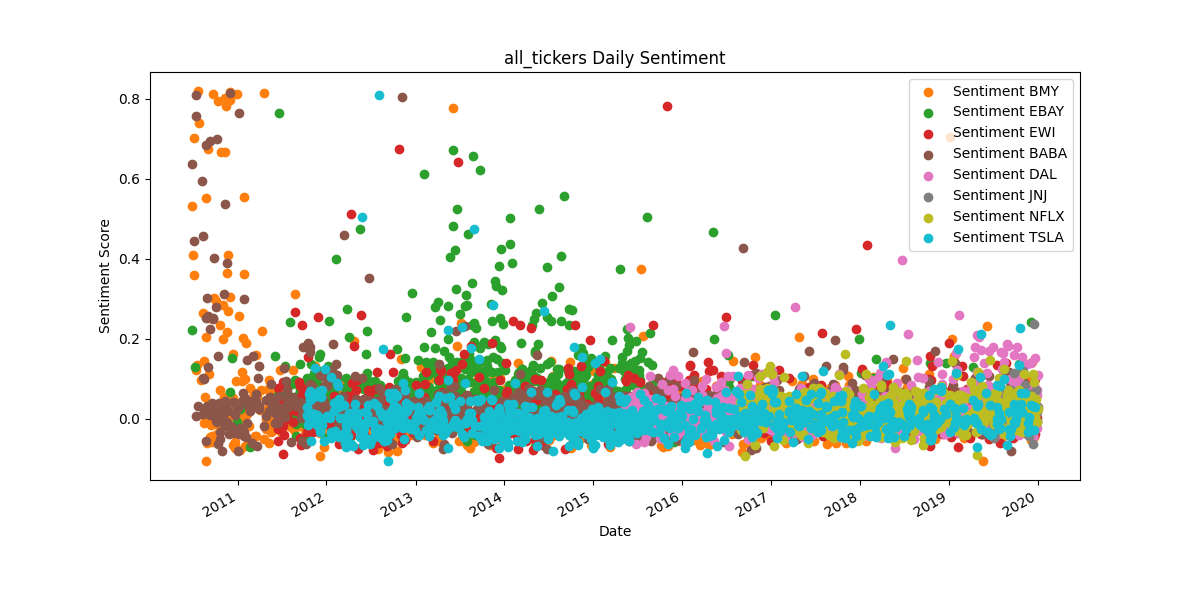 all_tickers Daily Sentiment
Sentiment Score
0.8
0.6
0.4
0.2
0.0
Sentiment BMY
Sentiment EBAY
Sentiment EWI
Sentiment BABA
Sentiment DAL
Sentiment JNJ
Sentiment NFLX
Sentiment TSLA
2011
2012
2013
2014
2015
2016
2017
2018
2019
2020
Date